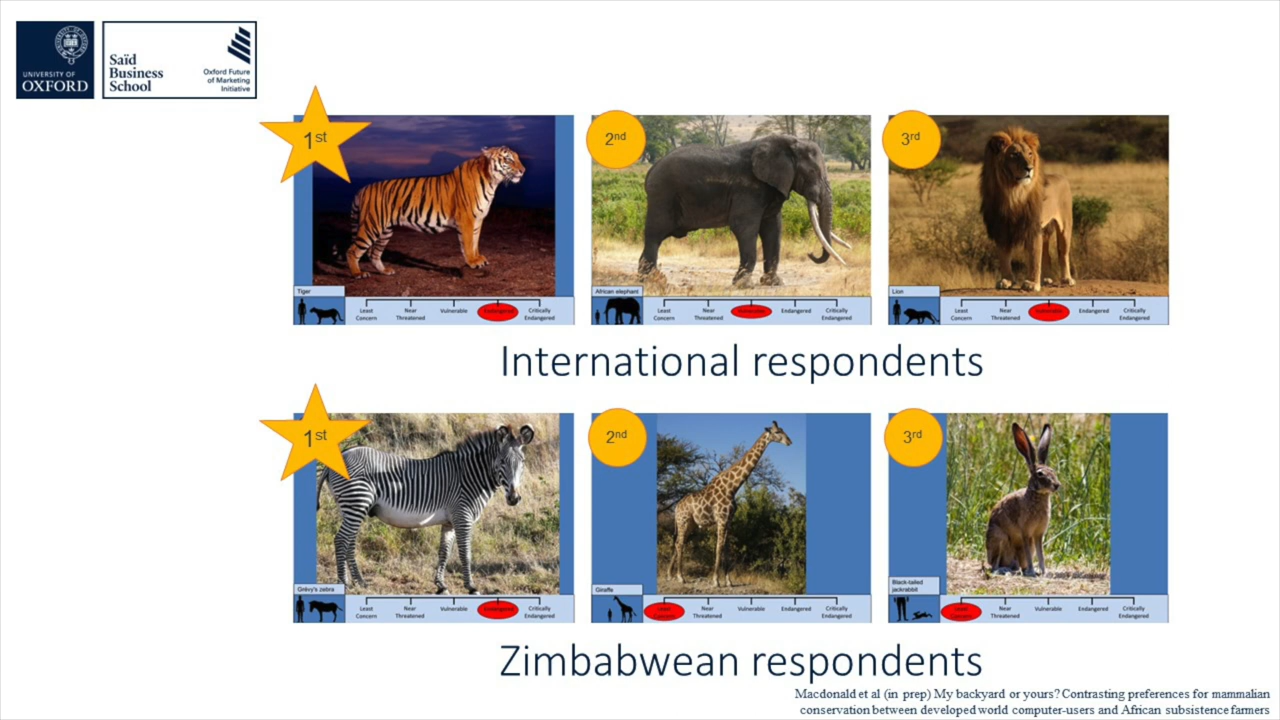 UNIVERSITY OF
OXFORD
Saïd
Business
School
Oxford Future
of Marketing
Initiative
1st
2nd
3rd
Tiger
Least Concern Near Threatened Vulnerable Endangered Critically Endangered
African elephant
Least Concern Near Threatened Vulnerable Endangered Critically Endangered
Lion
Least Concern Near Threatened Vulnerable Endangered Critically Endangered
International respondents
1st
2nd
3rd
Grévy's zebra
Least Concern Near Threatened Vulnerable Endangered Critically Endangered
Giraffe
Least Concern Near Threatened Vulnerable Endangered Critically Endangered
Black-tailed
jackrabbit
Least Concern Near Threatened Vulnerable Endangered Critically Endangered
Zimbabwean respondents
Macdonald et al (in prep) My backyard or yours? Contrasting preferences for mammalian
conservation between developed world computer-users and African subsistence farmers